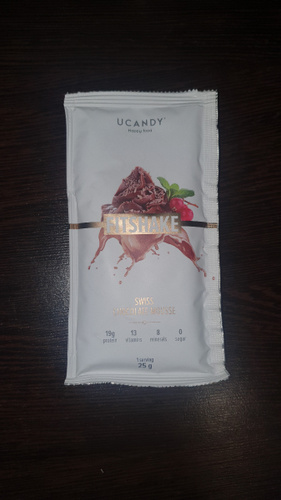 UCANDY
FITSHAKE
SWISS
19g 13 8 0
protein vitamins minerals sugar
1 serving
25 g